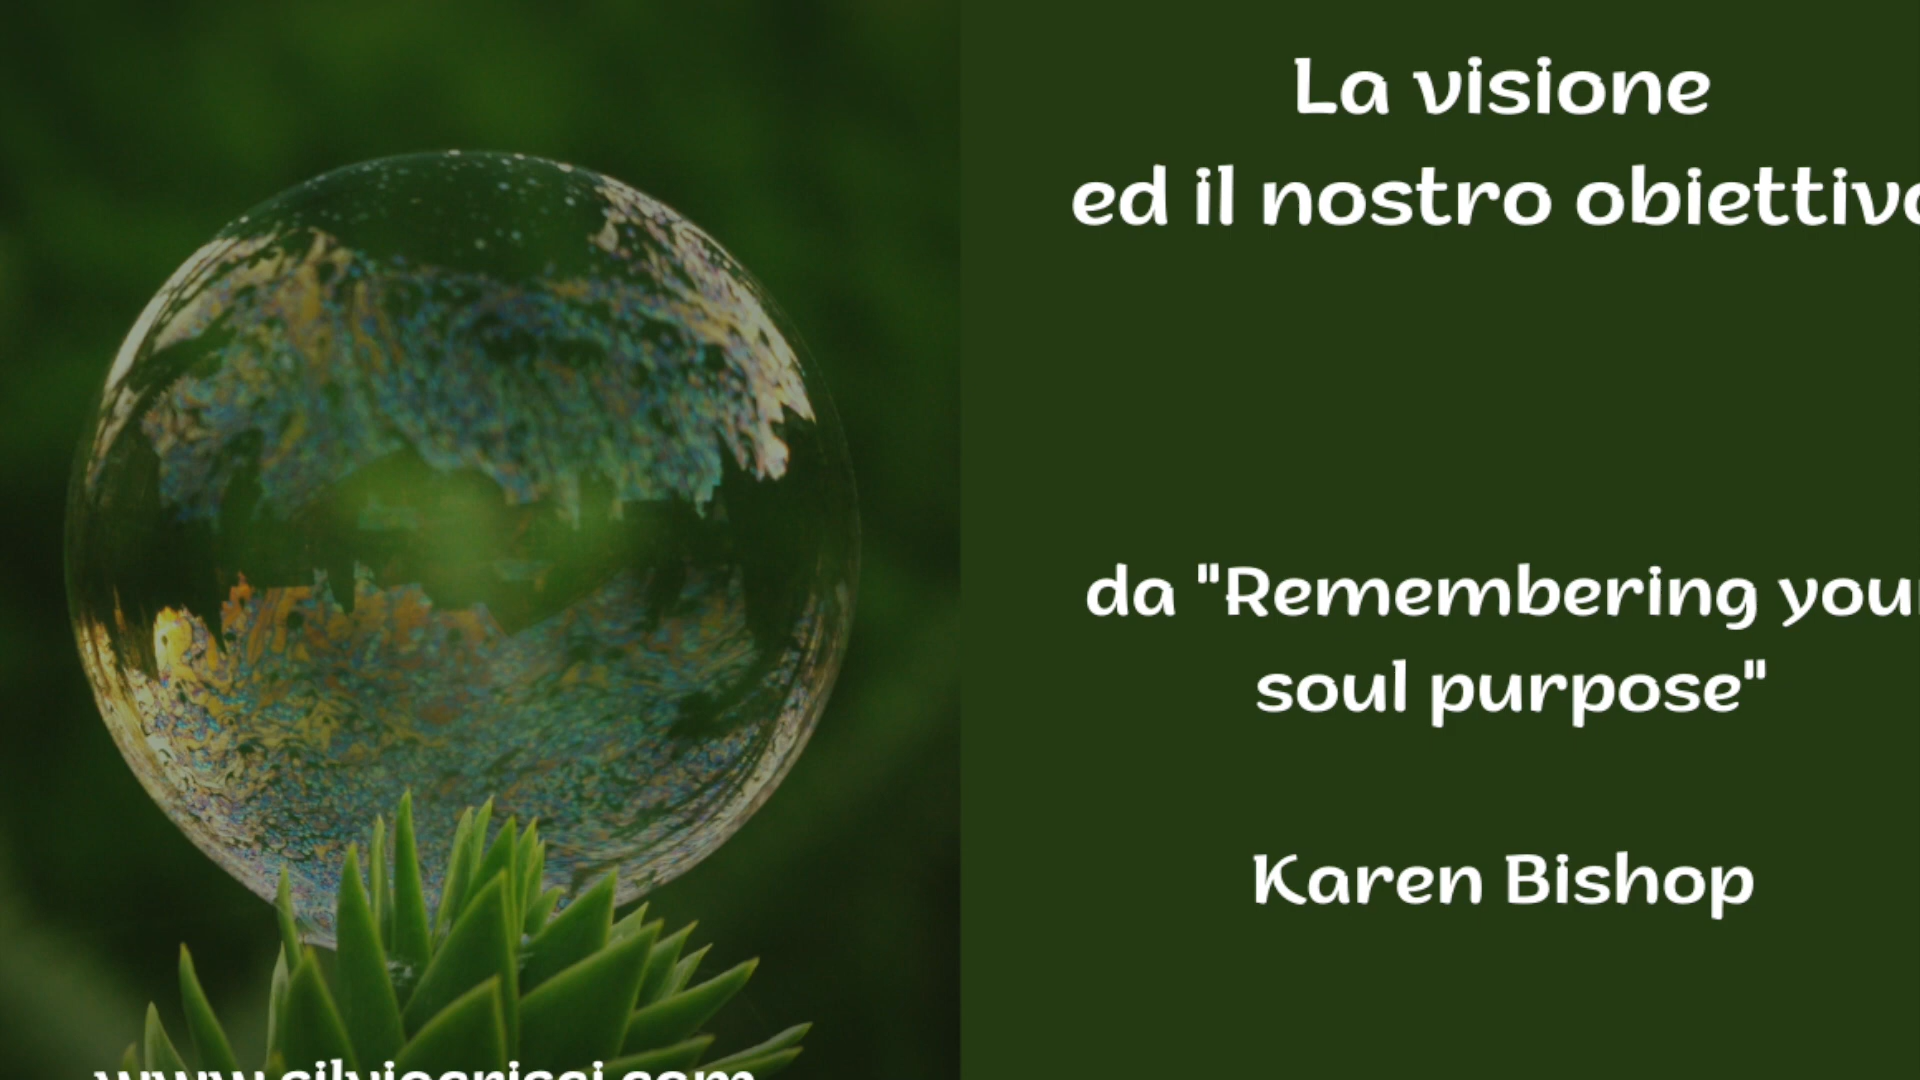 La visione
ed il nostro obiettivo
da "Remembering your
soul purpose"
Karen Bishop